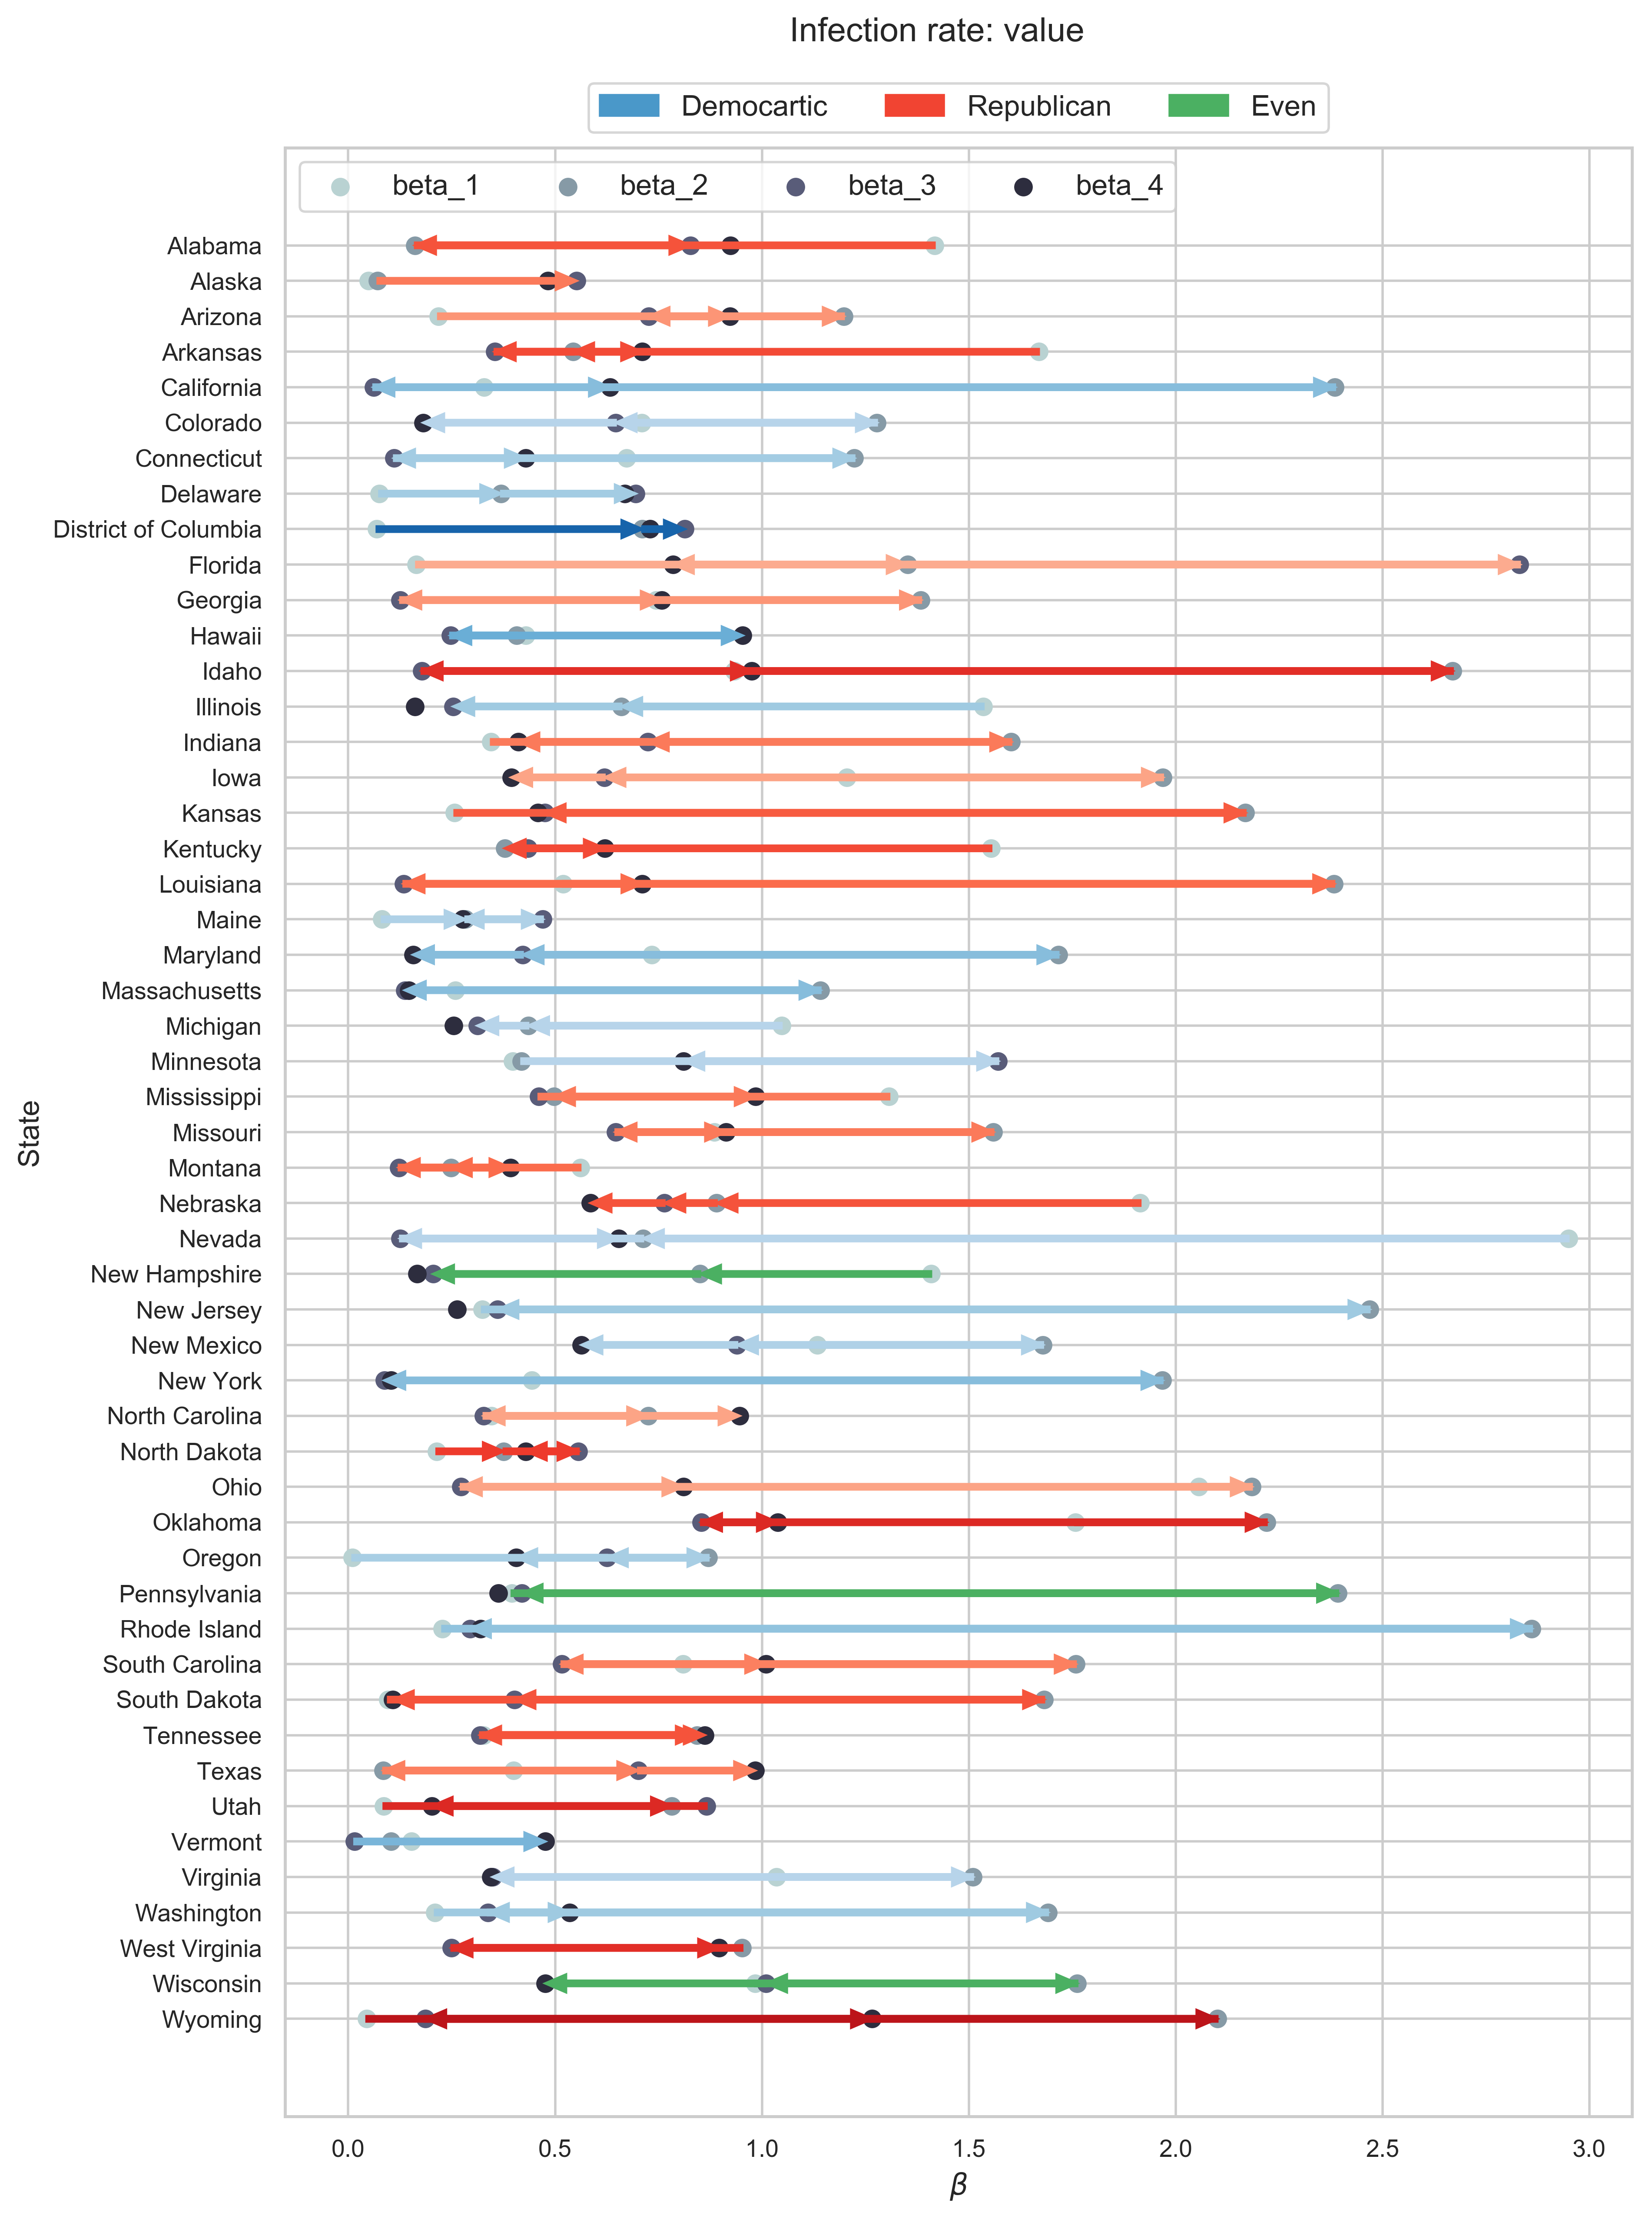 Infection rate: value
Democartic Republican Even
beta_1 beta_2 beta_3 beta_4
Alabama
Alaska
Arizona
Arkansas
California
Colorado
Connecticut
Delaware
District of Columbia
Florida
Georgia
Hawaii
Idaho
Illinois
Indiana
Iowa
Kansas
Kentucky
Louisiana
Maine
Maryland
Massachusetts
Michigan
Minnesota
Mississippi
Missouri
Montana
Nebraska
Nevada
New Hampshire
New Jersey
New Mexico
New York
North Carolina
North Dakota
Ohio
Oklahoma
Oregon
Pennsylvania
Rhode Island
South Carolina
South Dakota
Tennessee
Texas
Utah
Vermont
Virginia
Washington
West Virginia
Wisconsin
Wyoming
State
0.0 0.5 1.0 1.5 2.0 2.5 3.0
β